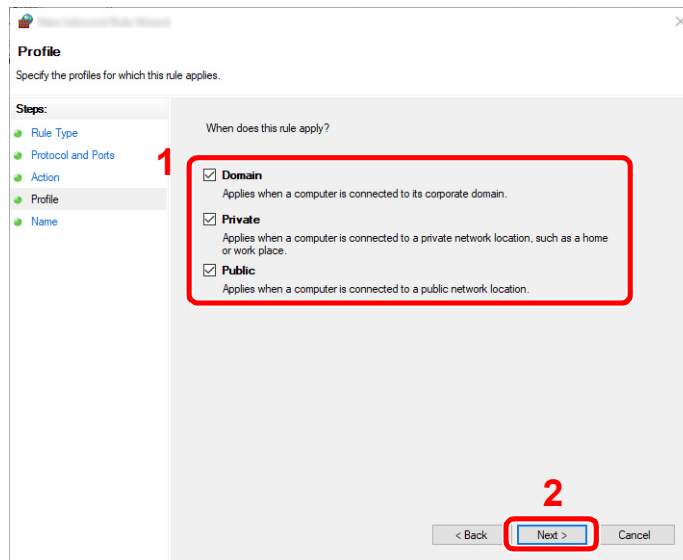 Profile
Specify the profiles for which this rule applies.
Steps:
Rule Type
Protocol and Ports
Action
Profile
Name
When does this rule apply?
1
Domain
Applies when a computer is connected to its corporate domain.
Private
Applies when a computer is connected to a private network location, such as a home
or work place.
Public
Applies when a computer is connected to a public network location.
2
< Back
Next >
Cancel